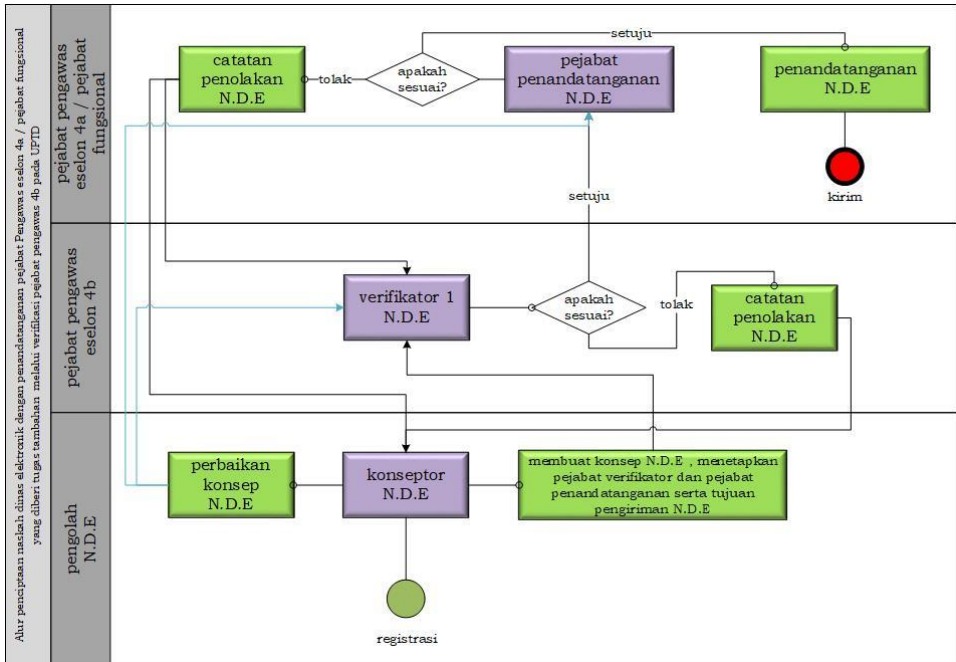 Alur penciptaan naskah dinas elektronik dengan penandatanganan pejabat Pengawas eselon 4a / pejabat fungsional
yang diberi tugas tambahan melalui verifikasi pejabat pengawas 4b pada UPTD
pejabat pengawas
eselon 4a / pejabat
fungsional
catatan
penolakan
N.D.E
tolak
apakah
sesuai?
setuju
pejabat
penandatanganan
N.D.E
penandatanganan
N.D.E
kirim
setuju
pejabat pengawas
eselon 4b
verifikator 1
N.D.E
apakah
sesuai?
tolak
catatan
penolakan
N.D.E
pengolah
N.D.E
perbaikan
konsep
N.D.E
konseptor
N.D.E
membuat konsep N.D.E , menetapkan
pejabat verifikator dan pejabat
penandatanganan serta tujuan
pengiriman N.D.E
registrasi